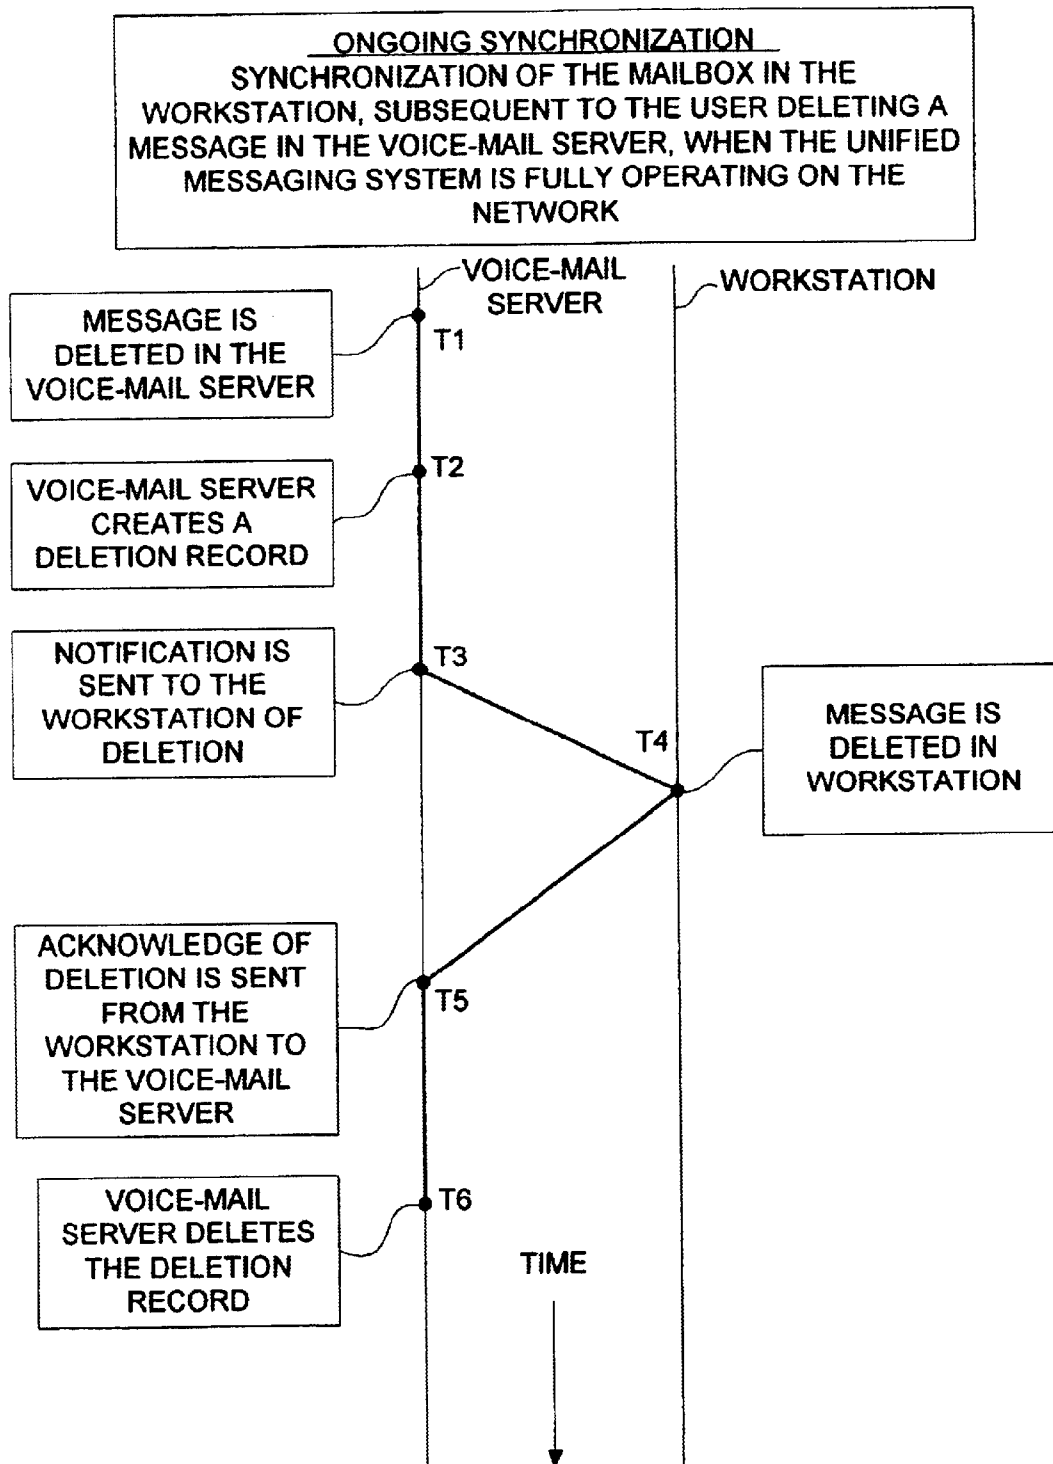 ONGOING SYNCHRONIZATION
SYNCHRONIZATION OF THE MAILBOX IN THE
WORKSTATION, SUBSEQUENT TO THE USER DELETING A
MESSAGE IN THE VOICE-MAIL SERVER, WHEN THE UNIFIED
MESSAGING SYSTEM IS FULLY OPERATING ON THE
NETWORK
VOICE-MAIL
SERVER
WORKSTATION
MESSAGE IS
DELETED IN THE
VOICE-MAIL SERVER
T1
VOICE-MAIL SERVER
CREATES A
DELETION RECORD
T2
NOTIFICATION IS
SENT TO THE
WORKSTATION OF
DELETION
T3
T4
MESSAGE IS
DELETED IN
WORKSTATION
ACKNOWLEDGE OF
DELETION IS SENT
FROM THE
WORKSTATION TO
THE VOICE-MAIL
SERVER
T5
VOICE-MAIL
SERVER DELETES
THE DELETION
RECORD
T6
TIME